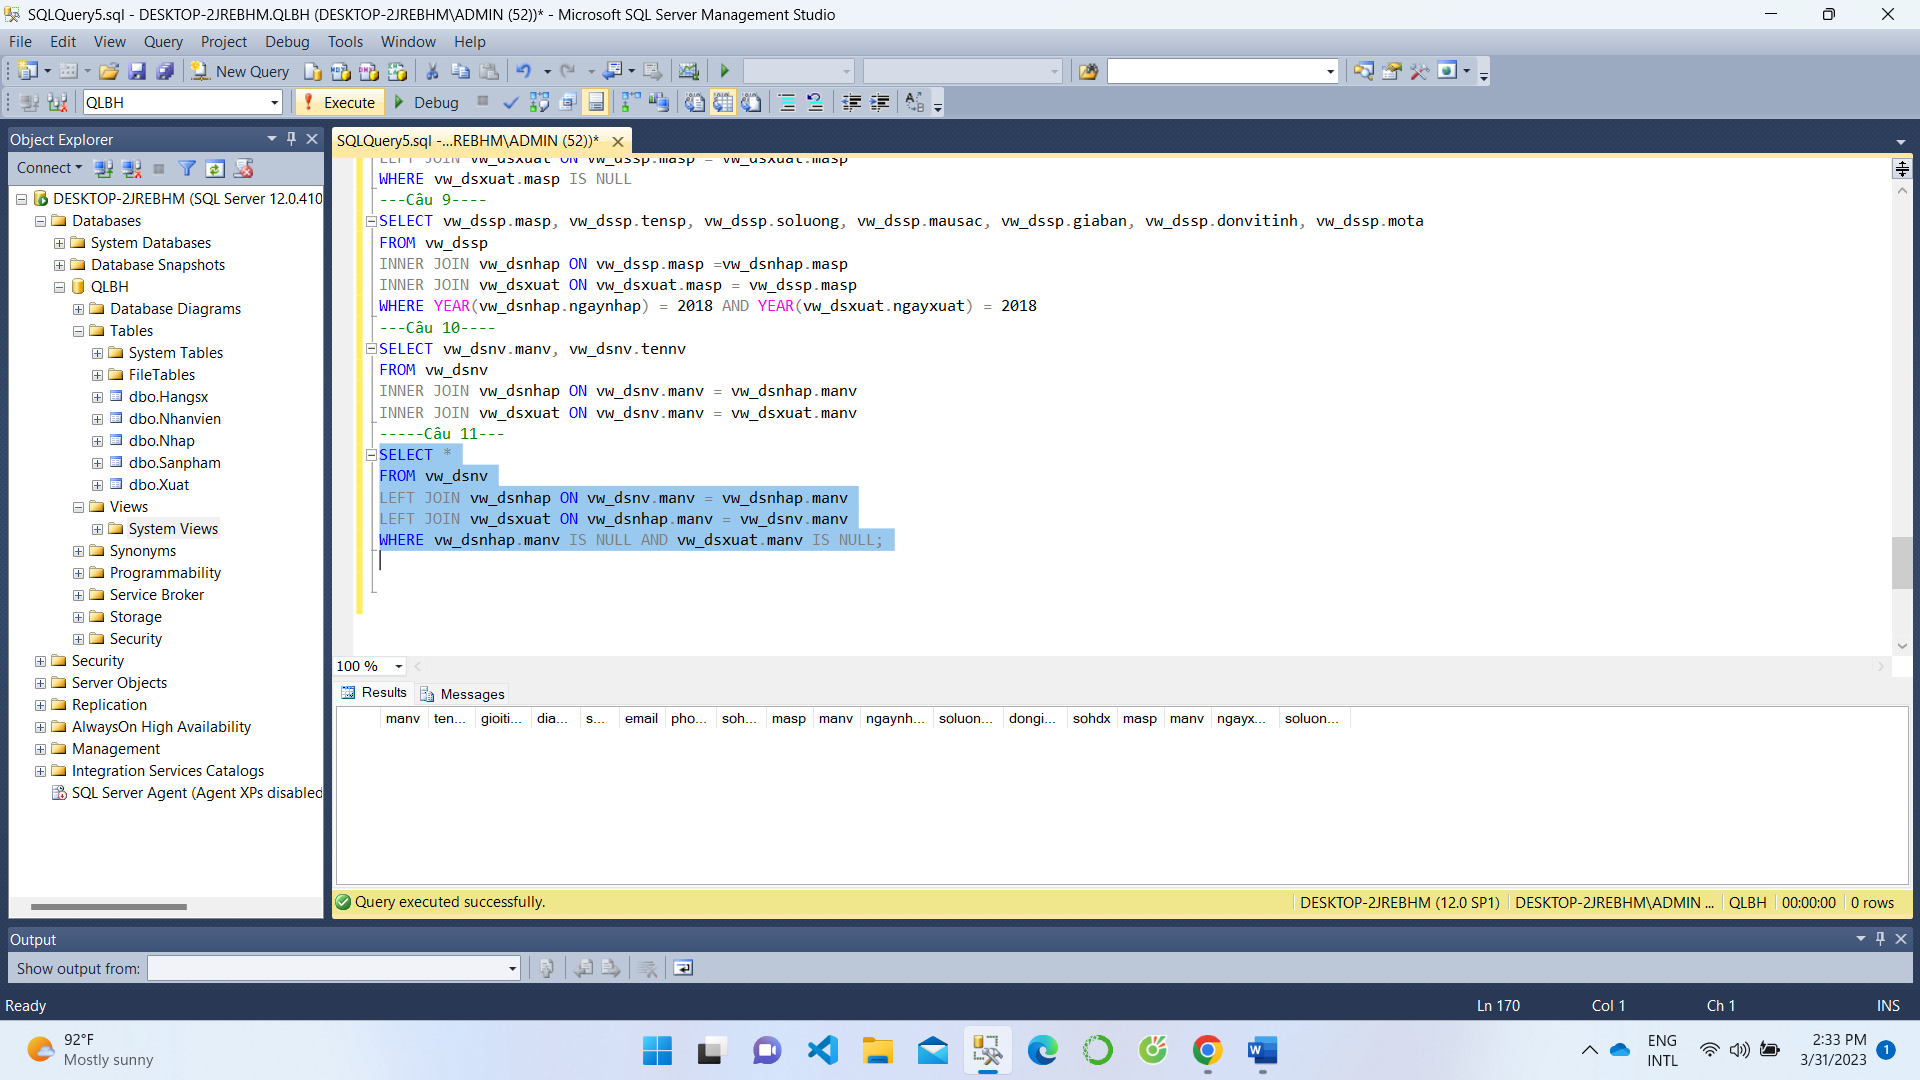 SQLQuery5.sql - DESKTOP-2JREBHM.QLBH (DESKTOP-2JREBHM\ADMIN (52))* - Microsoft SQL Server Management Studio
File Edit View Query Project Debug Tools Window Help
New Query
QLBH Execute Debug
Object Explorer
SQLQuery5.sql -...REBHM\ADMIN (52))*
Connect
DESKTOP-2JREBHM (SQL Server 12.0.410
Databases
System Databases
Database Snapshots
QLBH
Database Diagrams
Tables
System Tables
FileTables
dbo.Hangsx
dbo.Nhanvien
dbo.Nhap
dbo.Sanpham
dbo.Xuat
Views
System Views
Synonyms
Programmability
Service Broker
Storage
Security
Security
Server Objects
Replication
AlwaysOn High Availability
Management
Integration Services Catalogs
SQL Server Agent (Agent XPs disabled
LEFT JOIN vw_dsxuat ON vw_dssp.masp = vw_dsxuat.masp
WHERE vw_dsxuat.masp IS NULL
---Câu 9----
SELECT vw_dssp.masp, vw_dssp.tensp, vw_dssp.soluong, vw_dssp.mausac, vw_dssp.giaban, vw_dssp.donvitinh, vw_dssp.mota
FROM vw_dssp
INNER JOIN vw_dsnhap ON vw_dssp.masp =vw_dsnhap.masp
INNER JOIN vw_dsxuat ON vw_dsxuat.masp = vw_dssp.masp
WHERE YEAR(vw_dsnhap.ngaynhap) = 2018 AND YEAR(vw_dsxuat.ngayxuat) = 2018
---Câu 10----
SELECT vw_dsnv.manv, vw_dsnv.tennv
FROM vw_dsnv
INNER JOIN vw_dsnhap ON vw_dsnv.manv = vw_dsnhap.manv
INNER JOIN vw_dsxuat ON vw_dsnv.manv = vw_dsxuat.manv
-----Câu 11---
SELECT *
FROM vw_dsnv
LEFT JOIN vw_dsnhap ON vw_dsnv.manv = vw_dsnhap.manv
LEFT JOIN vw_dsxuat ON vw_dsnhap.manv = vw_dsnv.manv
WHERE vw_dsnhap.manv IS NULL AND vw_dsxuat.manv IS NULL;
100 %
Results Messages
manv ten... gioiti... dia... s... email pho... soh... masp manv ngaynh... soluon... dongi... sohdx masp manv ngayx... soluon...
Query executed successfully. DESKTOP-2JREBHM (12.0 SP1) DESKTOP-2JREBHM\ADMIN ... QLBH 00:00:00 0 rows
Output
Show output from:
Ready Ln 170 Col 1 Ch 1 INS
92°F
Mostly sunny
ENG
INTL
2:33 PM
3/31/2023
1